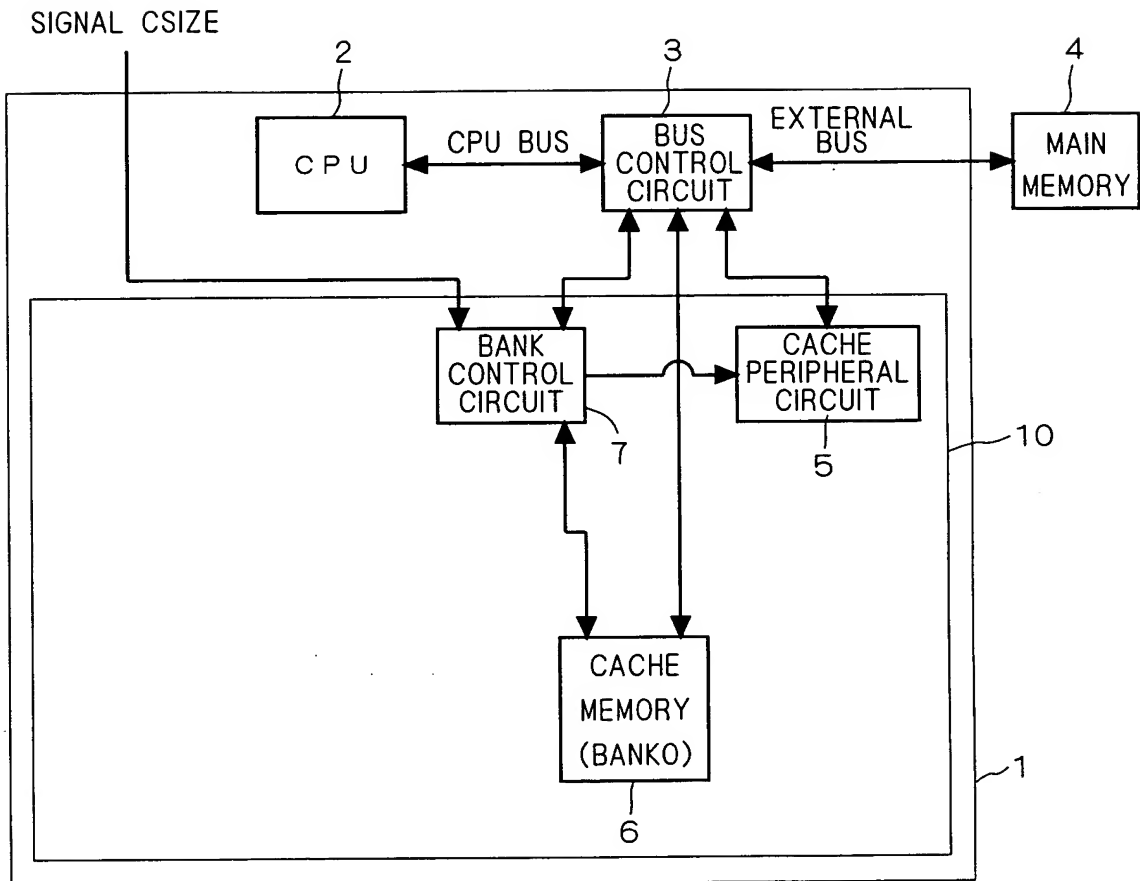 SIGNAL CSIZE
2
3
4
CPU
CPU BUS
BUS
CONTROL
CIRCUIT
EXTERNAL
BUS
MAIN
MEMORY
BANK
CONTROL
CIRCUIT
7
CACHE
PERIPHERAL
CIRCUIT
5
10
CACHE
MEMORY
(BANKO)
6
1